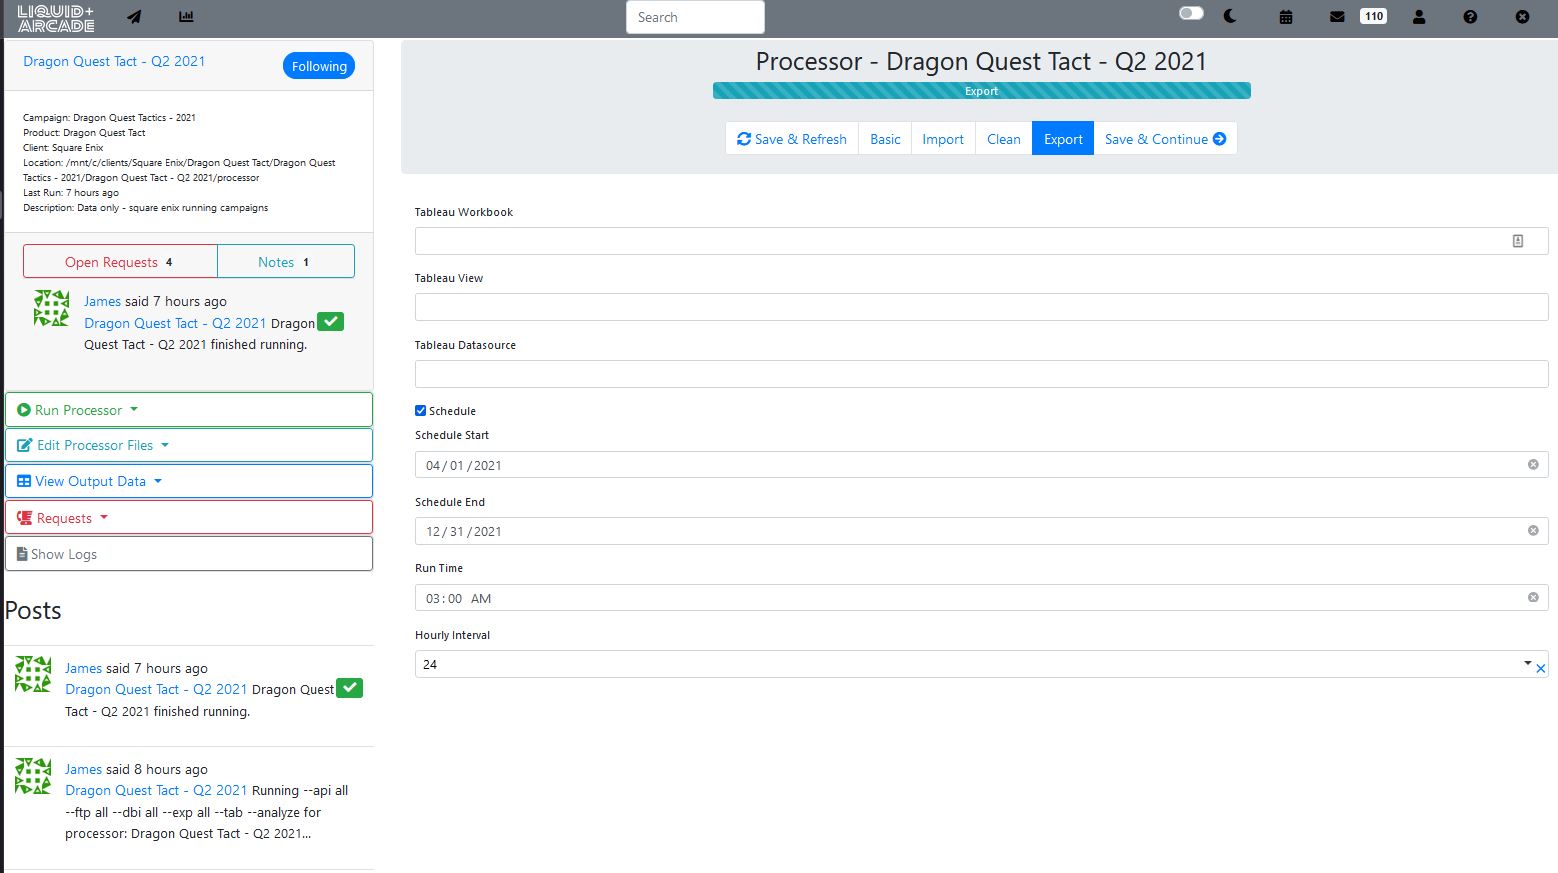 LIQUID+
ARCADE
Search
110
Dragon Quest Tact - Q2 2021
Following
Campaign: Dragon Quest Tactics - 2021
Product: Dragon Quest Tact
Client: Square Enix
Location: /mnt/c/clients/Square Enix/Dragon Quest Tact/Dragon Quest
Tactics - 2021/Dragon Quest Tact - Q2 2021/processor
Last Run: 7 hours ago
Description: Data only - square enix running campaigns
Open Requests 4
Notes 1
James said 7 hours ago
Dragon Quest Tact - Q2 2021 Dragon
Quest Tact - Q2 2021 finished running.
Run Processor
Edit Processor Files
View Output Data
Requests
Show Logs
Posts
James said 7 hours ago
Dragon Quest Tact - Q2 2021 Dragon Quest
Tact - Q2 2021 finished running.
James said 8 hours ago
Dragon Quest Tact - Q2 2021 Running --api all
--ftp all --dbi all --exp all --tab --analyze for
processor: Dragon Quest Tact - Q2 2021...
Processor - Dragon Quest Tact - Q2 2021
Export
Save & Refresh
Basic
Import
Clean
Export
Save & Continue
Tableau Workbook
Tableau View
Tableau Datasource
Schedule
Schedule Start
04/01/2021
Schedule End
12/31/2021
Run Time
03:00 AM
Hourly Interval
24